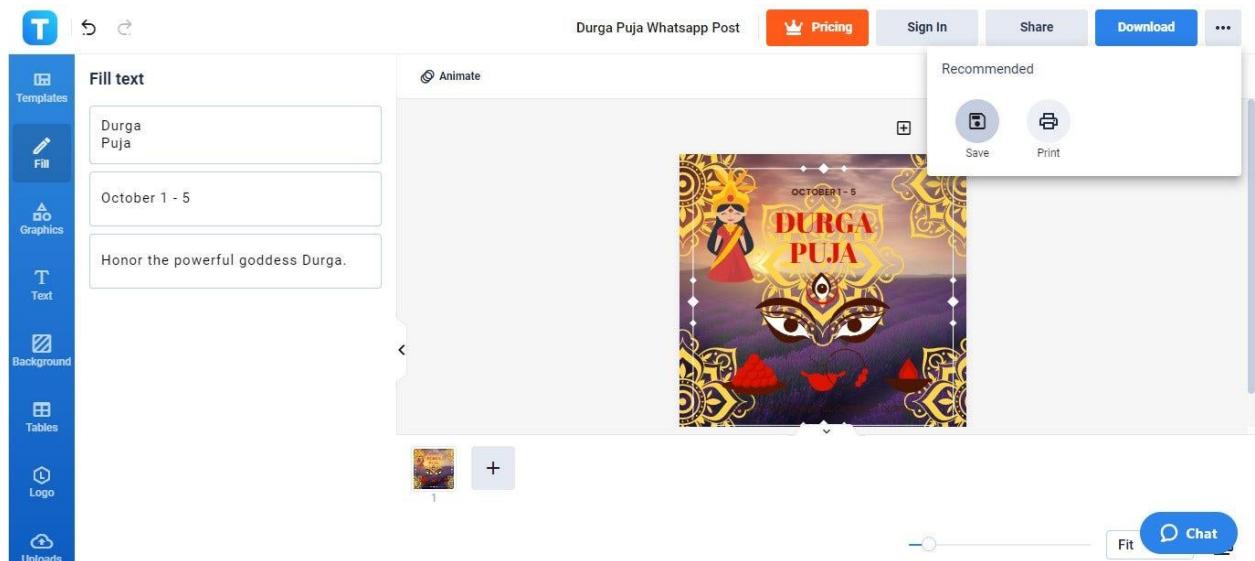 T
Durga Puja Whatsapp Post
Pricing
Sign In
Share
Download
Recommended
Save
Print
Templates
Fill
Graphics
Text
Background
Tables
Logo
Uploads
Fill text
Durga
Puja
October 1 - 5
Honor the powerful goddess Durga.
Animate
OCTOBER 1 - 5
DURGA
PUJA
1
Fit
Chat